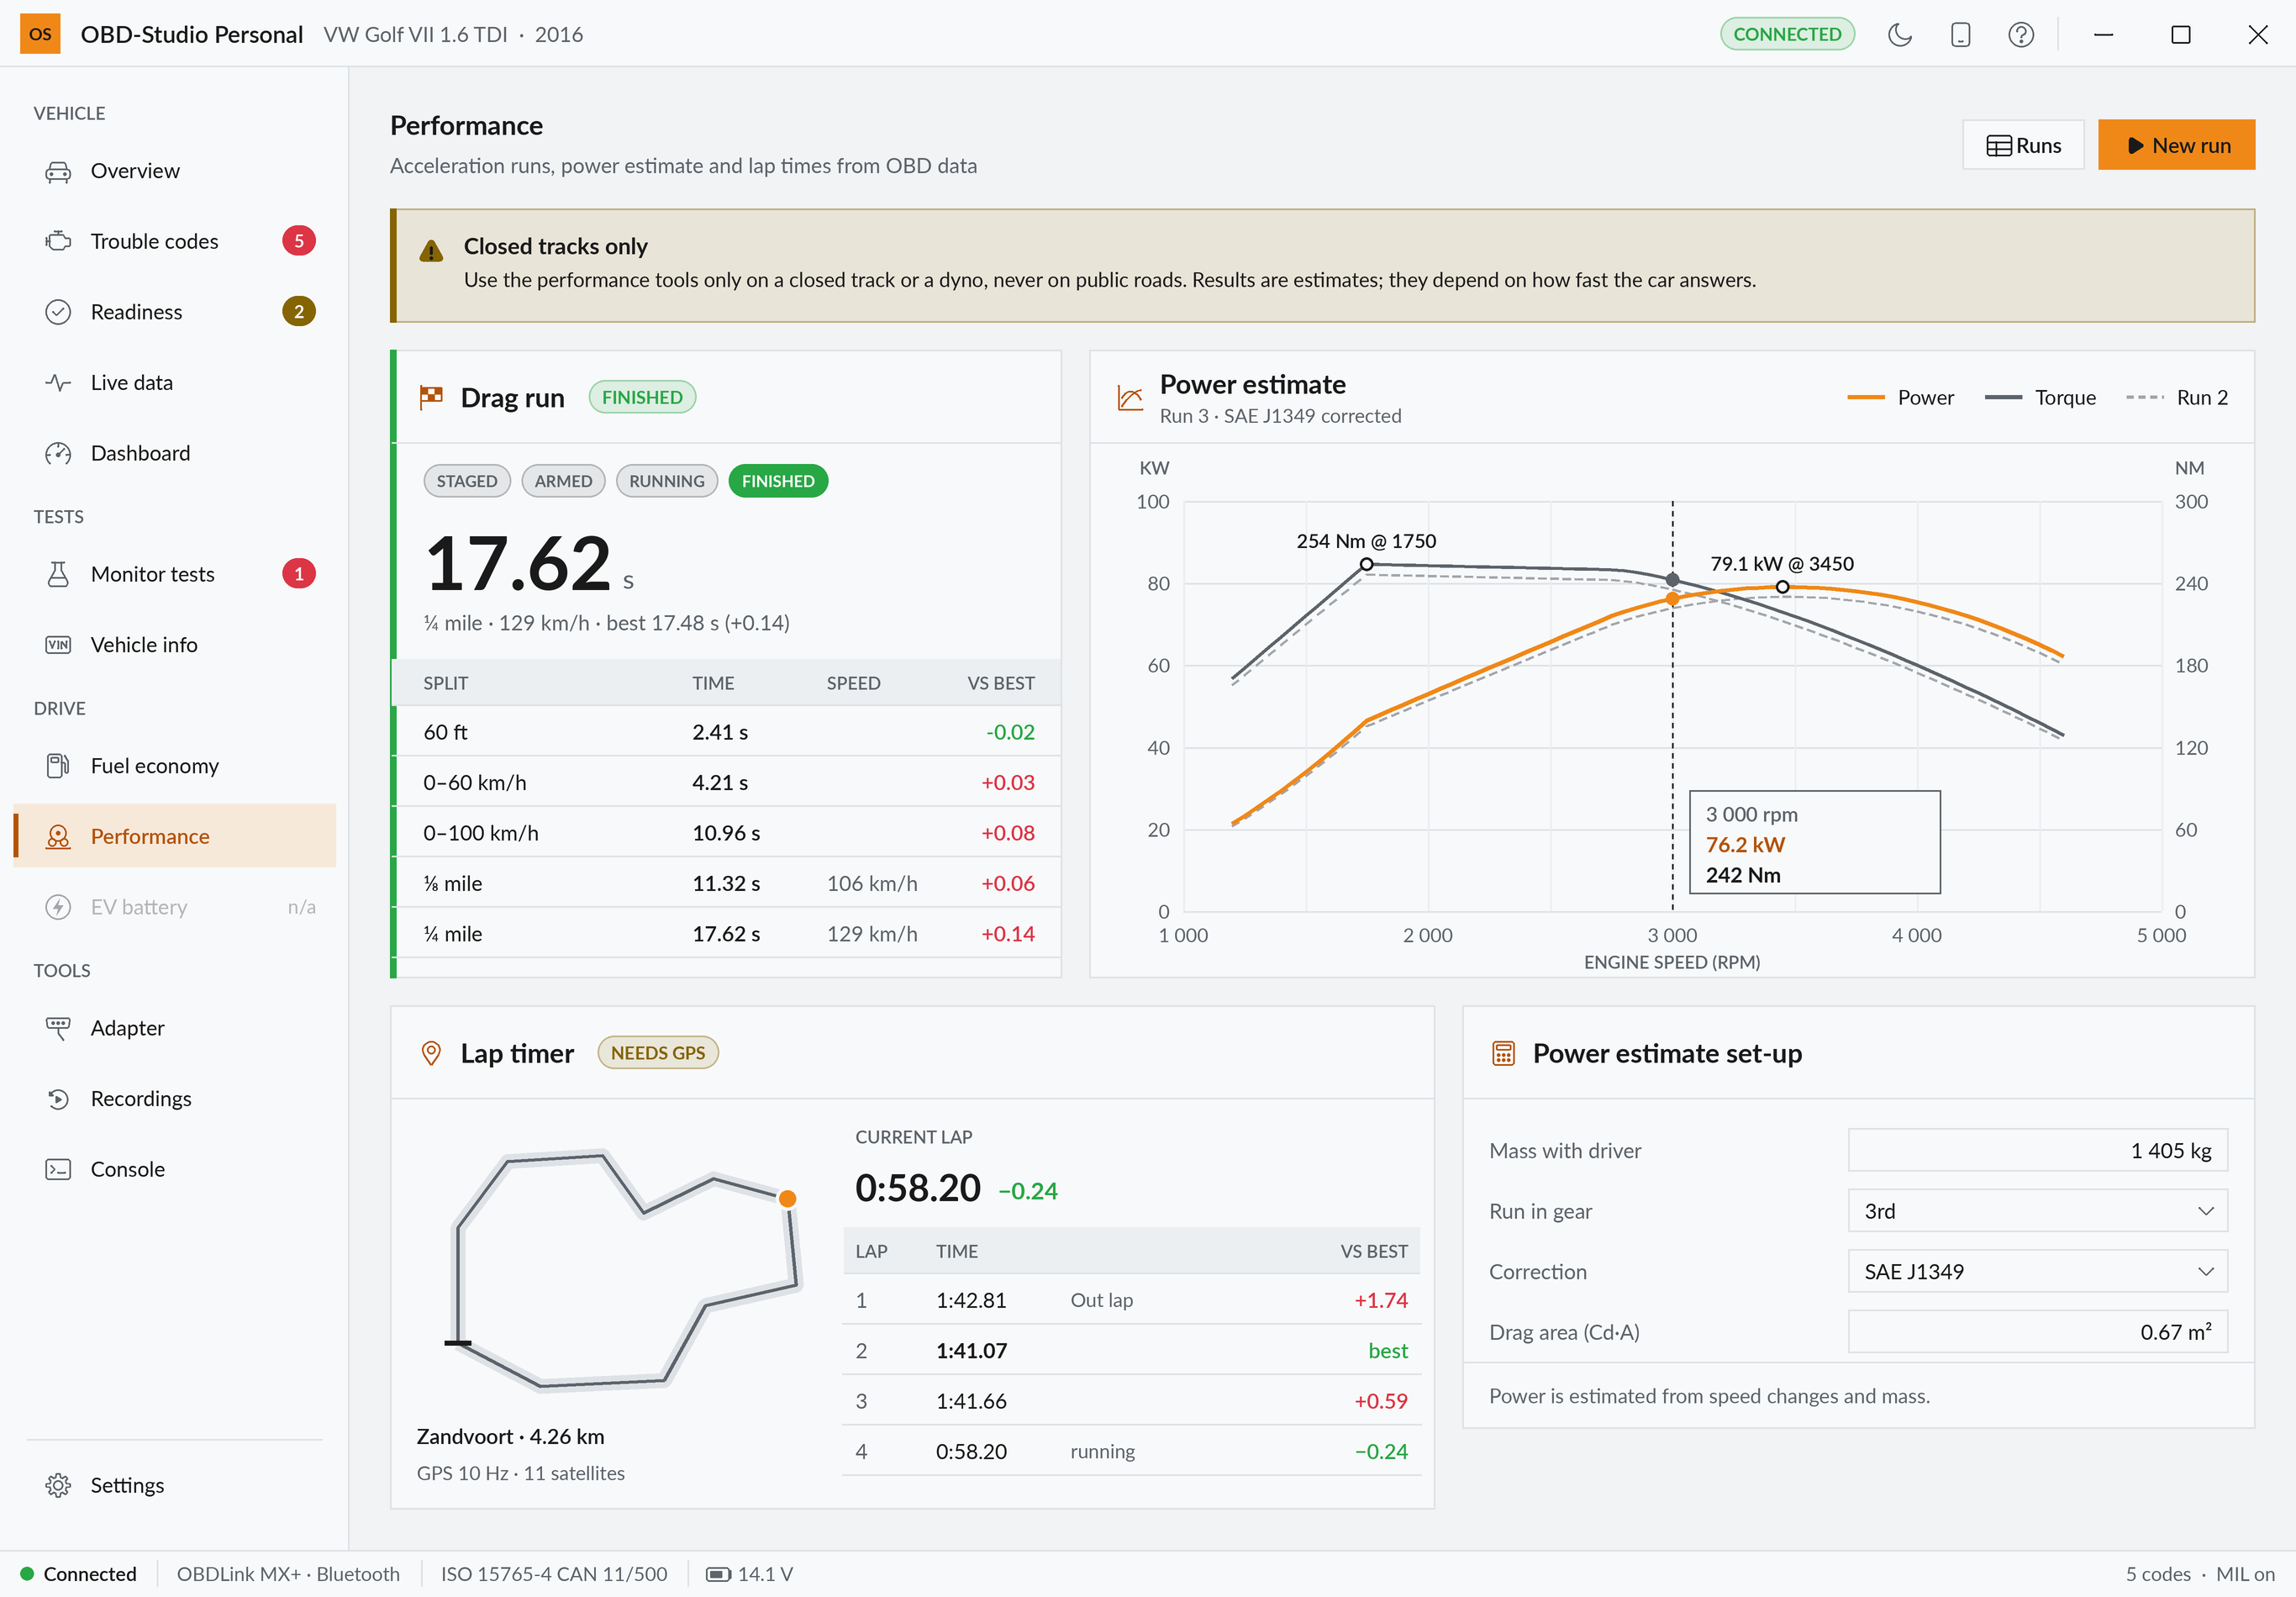 OS OBD-Studio Personal VW Golf VII 1.6 TDI · 2016 CONNECTED
VEHICLE
Overview
Trouble codes 5
Readiness 2
Live data
Dashboard
TESTS
Monitor tests 1
VIN Vehicle info
DRIVE
Fuel economy
Performance
EV battery n/a
TOOLS
Adapter
Recordings
Console
Settings
Performance
Acceleration runs, power estimate and lap times from OBD data
Runs New run
Closed tracks only
Use the performance tools only on a closed track or a dyno, never on public roads. Results are estimates; they depend on how fast the car answers.
Drag run FINISHED
STAGED ARMED RUNNING FINISHED
17.62 s
¼ mile · 129 km/h · best 17.48 s (+0.14)
SPLIT TIME SPEED VS BEST
60 ft 2.41 s -0.02
0–60 km/h 4.21 s +0.03
0–100 km/h 10.96 s +0.08
⅛ mile 11.32 s 106 km/h +0.06
¼ mile 17.62 s 129 km/h +0.14
Power estimate
Run 3 · SAE J1349 corrected
Power Torque Run 2
KW NM
100 300
254 Nm @ 1750
79.1 kW @ 3450
80 240
60 180
40 120
3 000 rpm
20 60
76.2 kW
242 Nm
0 0
1 000 2 000 3 000 4 000 5 000
ENGINE SPEED (RPM)
Lap timer NEEDS GPS
Zandvoort · 4.26 km
GPS 10 Hz · 11 satellites
CURRENT LAP
0:58.20 −0.24
LAP TIME VS BEST
1 1:42.81 Out lap +1.74
2 1:41.07 best
3 1:41.66 +0.59
4 0:58.20 running −0.24
Power estimate set-up
Mass with driver 1 405 kg
Run in gear 3rd
Correction SAE J1349
Drag area (Cd·A) 0.67 m²
Power is estimated from speed changes and mass.
Connected OBDLink MX+ · Bluetooth ISO 15765-4 CAN 11/500 14.1 V 5 codes · MIL on